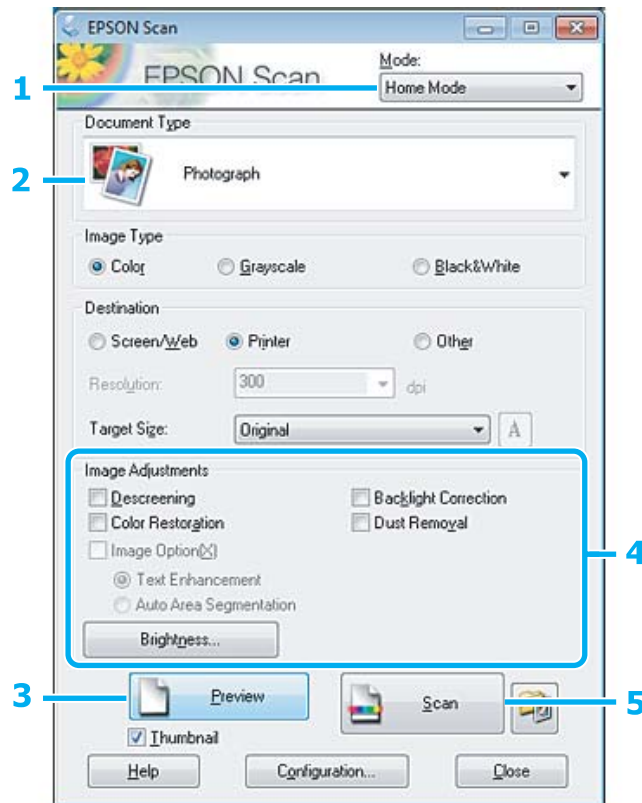 EPSON Scan
EPSON Scan
Mode:
1
Home Mode
Document Type
2
Photograph
Image Type
Color Grayscale Black&White
Destination
Screen/Web Printer Other
Resolution: 300 dpi
Target Size: Original A
Image Adjustments
Descreening Backlight Correction
Color Restoration Dust Removal
Image Option(X)
4
Text Enhancement
Auto Area Segmentation
Brightness...
3 Preview Scan 5
Thumbnail
Help Configuration... Close